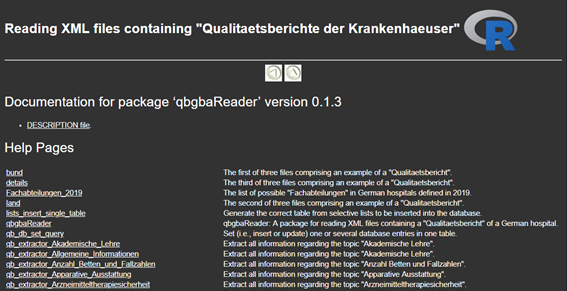 Reading XML files containing "Qualitaetsberichte der Krankenhaeuser" R
Documentation for package ‘qbgbaReader’ version 0.1.3
• DESCRIPTION file.
Help Pages
bund The first of three files comprising an example of a "Qualitaetsbericht".
details The third of three files comprising an example of a "Qualitaetsbericht".
Fachabteilungen_2019 The list of possible "Fachabteilungen" in German hospitals defined in 2019.
land The second of three files comprising an example of a "Qualitaetsbericht".
lists_insert_single_table Generate the correct table from selective lists to be inserted into the database.
qbgbaReader qbgbaReader: A package for reading XML files containing a "Qualitaetsbericht" of a German hospital.
qb_db_set_query Set (i.e., insert or update) one or several database entries in one table.
qb_extractor_Akademische_Lehre Extract all information regarding the topic "Akademische Lehre".
qb_extractor_Allgemeine_Informationen Extract all information regarding the topic "Akademische Lehre".
qb_extractor_Anzahl_Betten_und_Fallzahlen Extract all information regarding the topic "Anzahl Betten und Fallzahlen".
qb_extractor_Apparative_Ausstattung Extract all information regarding the topic "Apparative Ausstattung".
qb_extractor_Arzneimitteltherapiesicherheit Extract all information regarding the topic "Arzneimitteltherapiesicherheit".